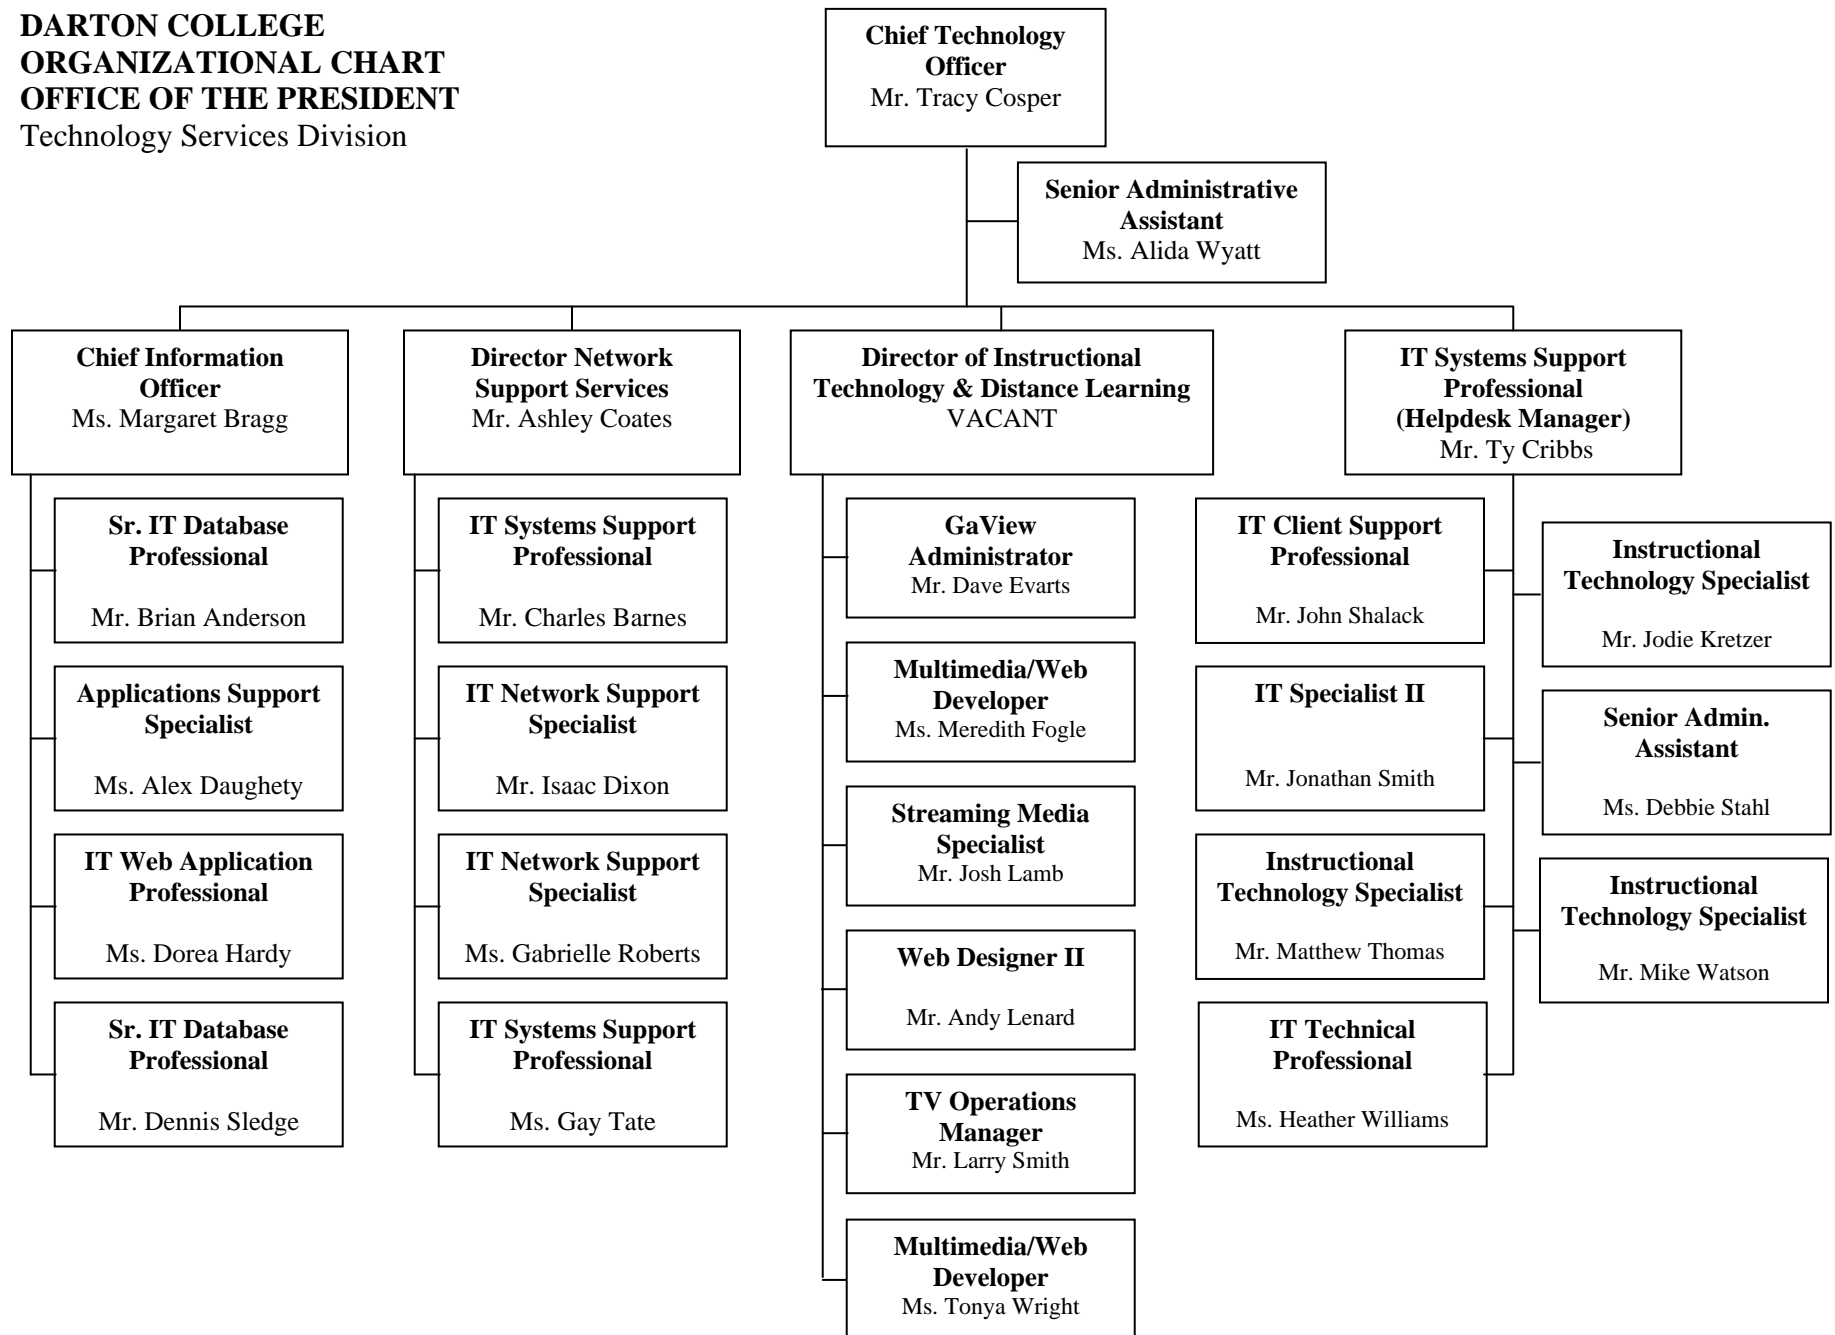 DARTON COLLEGE
ORGANIZATIONAL CHART
OFFICE OF THE PRESIDENT
Technology Services Division
Chief Technology
Officer
Mr. Tracy Cosper
Senior Administrative
Assistant
Ms. Alida Wyatt
Chief Information
Officer
Ms. Margaret Bragg
Sr. IT Database
Professional
Mr. Brian Anderson
Applications Support
Specialist
Ms. Alex Daughety
IT Web Application
Professional
Ms. Dorea Hardy
Sr. IT Database
Professional
Mr. Dennis Sledge
Director Network
Support Services
Mr. Ashley Coates
IT Systems Support
Professional
Mr. Charles Barnes
IT Network Support
Specialist
Mr. Isaac Dixon
IT Network Support
Specialist
Ms. Gabrielle Roberts
IT Systems Support
Professional
Ms. Gay Tate
Director of Instructional
Technology & Distance Learning
VACANT
GaView
Administrator
Mr. Dave Evarts
Multimedia/Web
Developer
Ms. Meredith Fogle
Streaming Media
Specialist
Mr. Josh Lamb
Web Designer II
Mr. Andy Lenard
TV Operations
Manager
Mr. Larry Smith
Multimedia/Web
Developer
Ms. Tonya Wright
IT Systems Support
Professional
(Helpdesk Manager)
Mr. Ty Cribbs
IT Client Support
Professional
Mr. John Shalack
IT Specialist II
Mr. Jonathan Smith
Instructional
Technology Specialist
Mr. Matthew Thomas
IT Technical
Professional
Ms. Heather Williams
Instructional
Technology Specialist
Mr. Jodie Kretzer
Senior Admin.
Assistant
Ms. Debbie Stahl
Instructional
Technology Specialist
Mr. Mike Watson